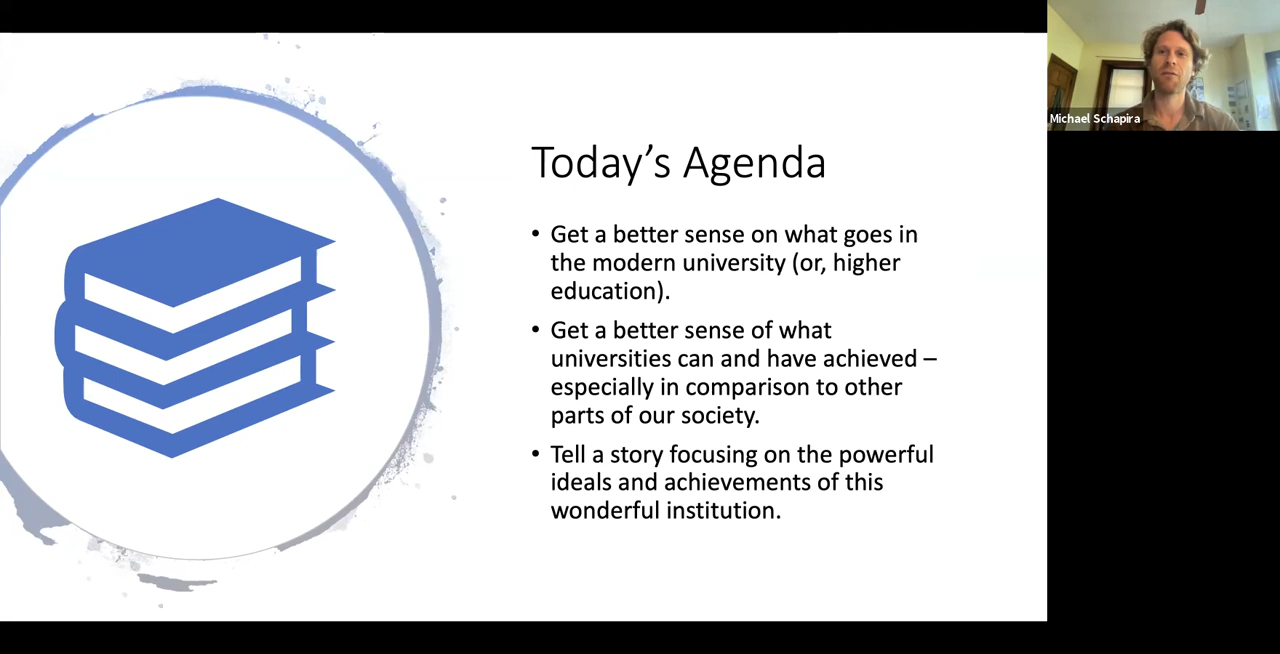 Today’s Agenda
• Get a better sense on what goes in
the modern university (or, higher
education).
• Get a better sense of what
universities can and have achieved –
especially in comparison to other
parts of our society.
• Tell a story focusing on the powerful
ideals and achievements of this
wonderful institution.
Michael Schapira